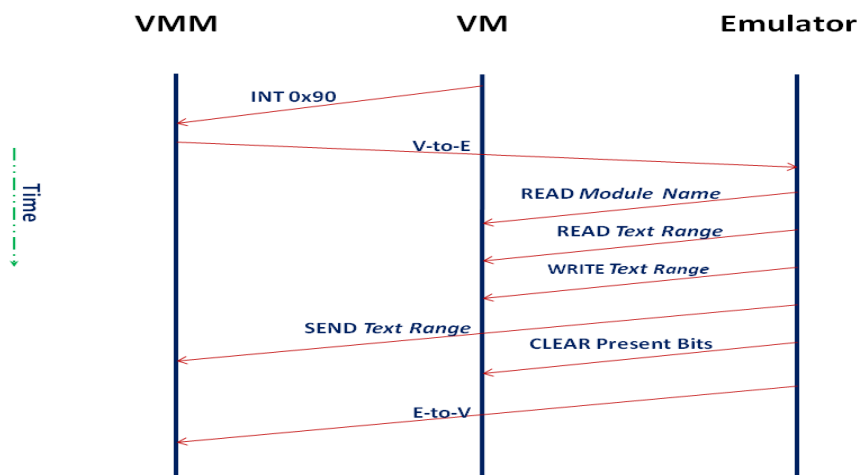 VMM VM Emulator
INT 0x90
V-to-E
READ Module Name
Time
READ Text Range
WRITE Text Range
SEND Text Range
CLEAR Present Bits
E-to-V